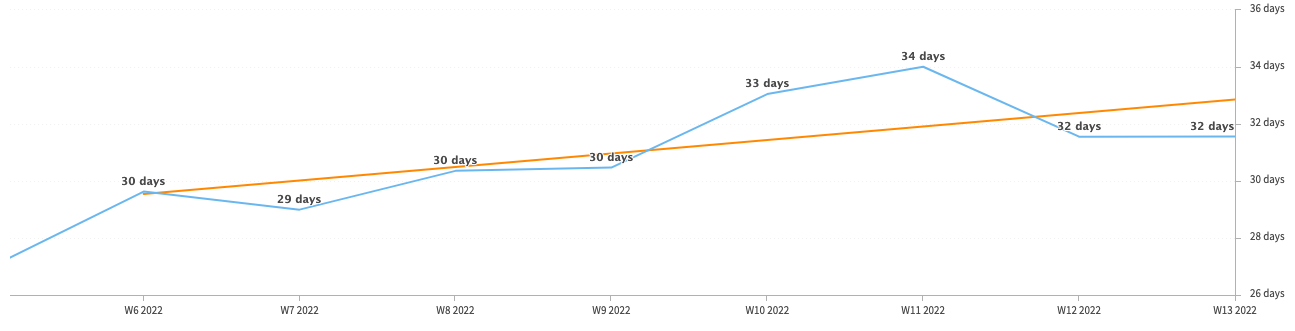 36 days
34 days
32 days
30 days
28 days
26 days
30 days
29 days
30 days
30 days
33 days
34 days
32 days
32 days
W6 2022
W7 2022
W8 2022
W9 2022
W10 2022
W11 2022
W12 2022
W13 2022